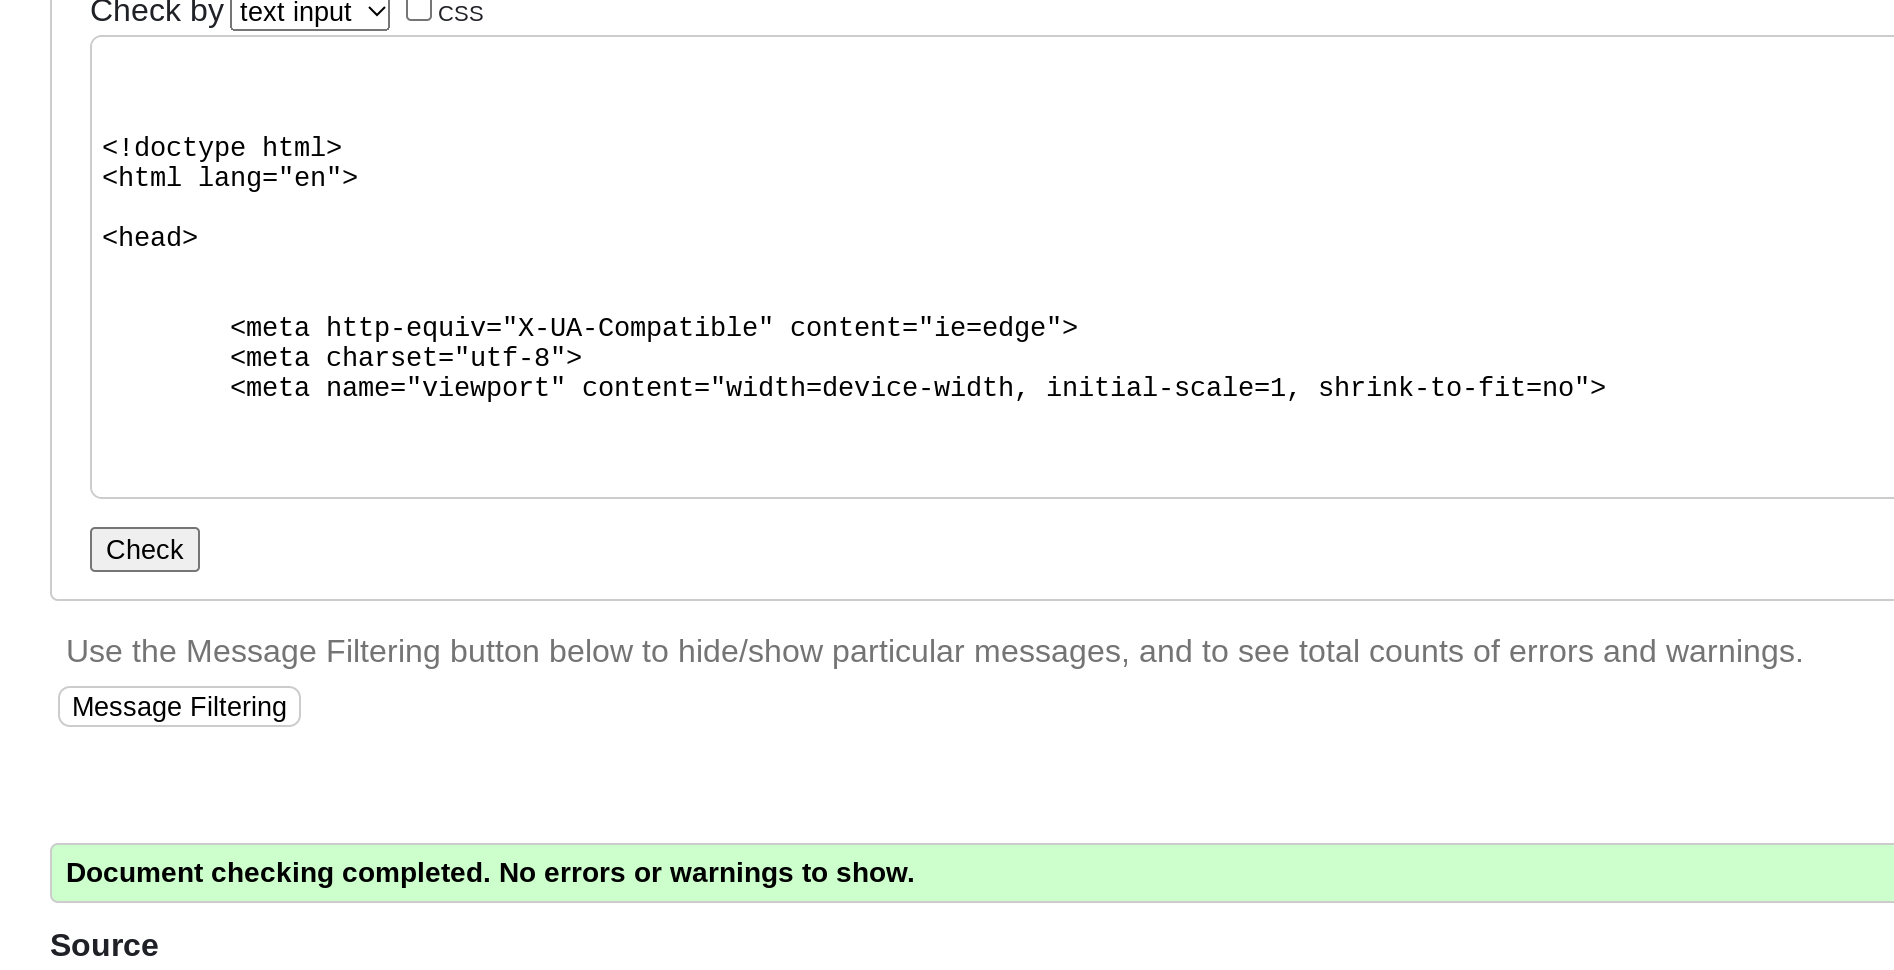 Check by text input CSS
<!doctype html>
<html lang="en">
<head>
<meta http-equiv="X-UA-Compatible" content="ie=edge">
<meta charset="utf-8">
<meta name="viewport" content="width=device-width, initial-scale=1, shrink-to-fit=no">
Check
Use the Message Filtering button below to hide/show particular messages, and to see total counts of errors and warnings.
Message Filtering
Document checking completed. No errors or warnings to show.
Source